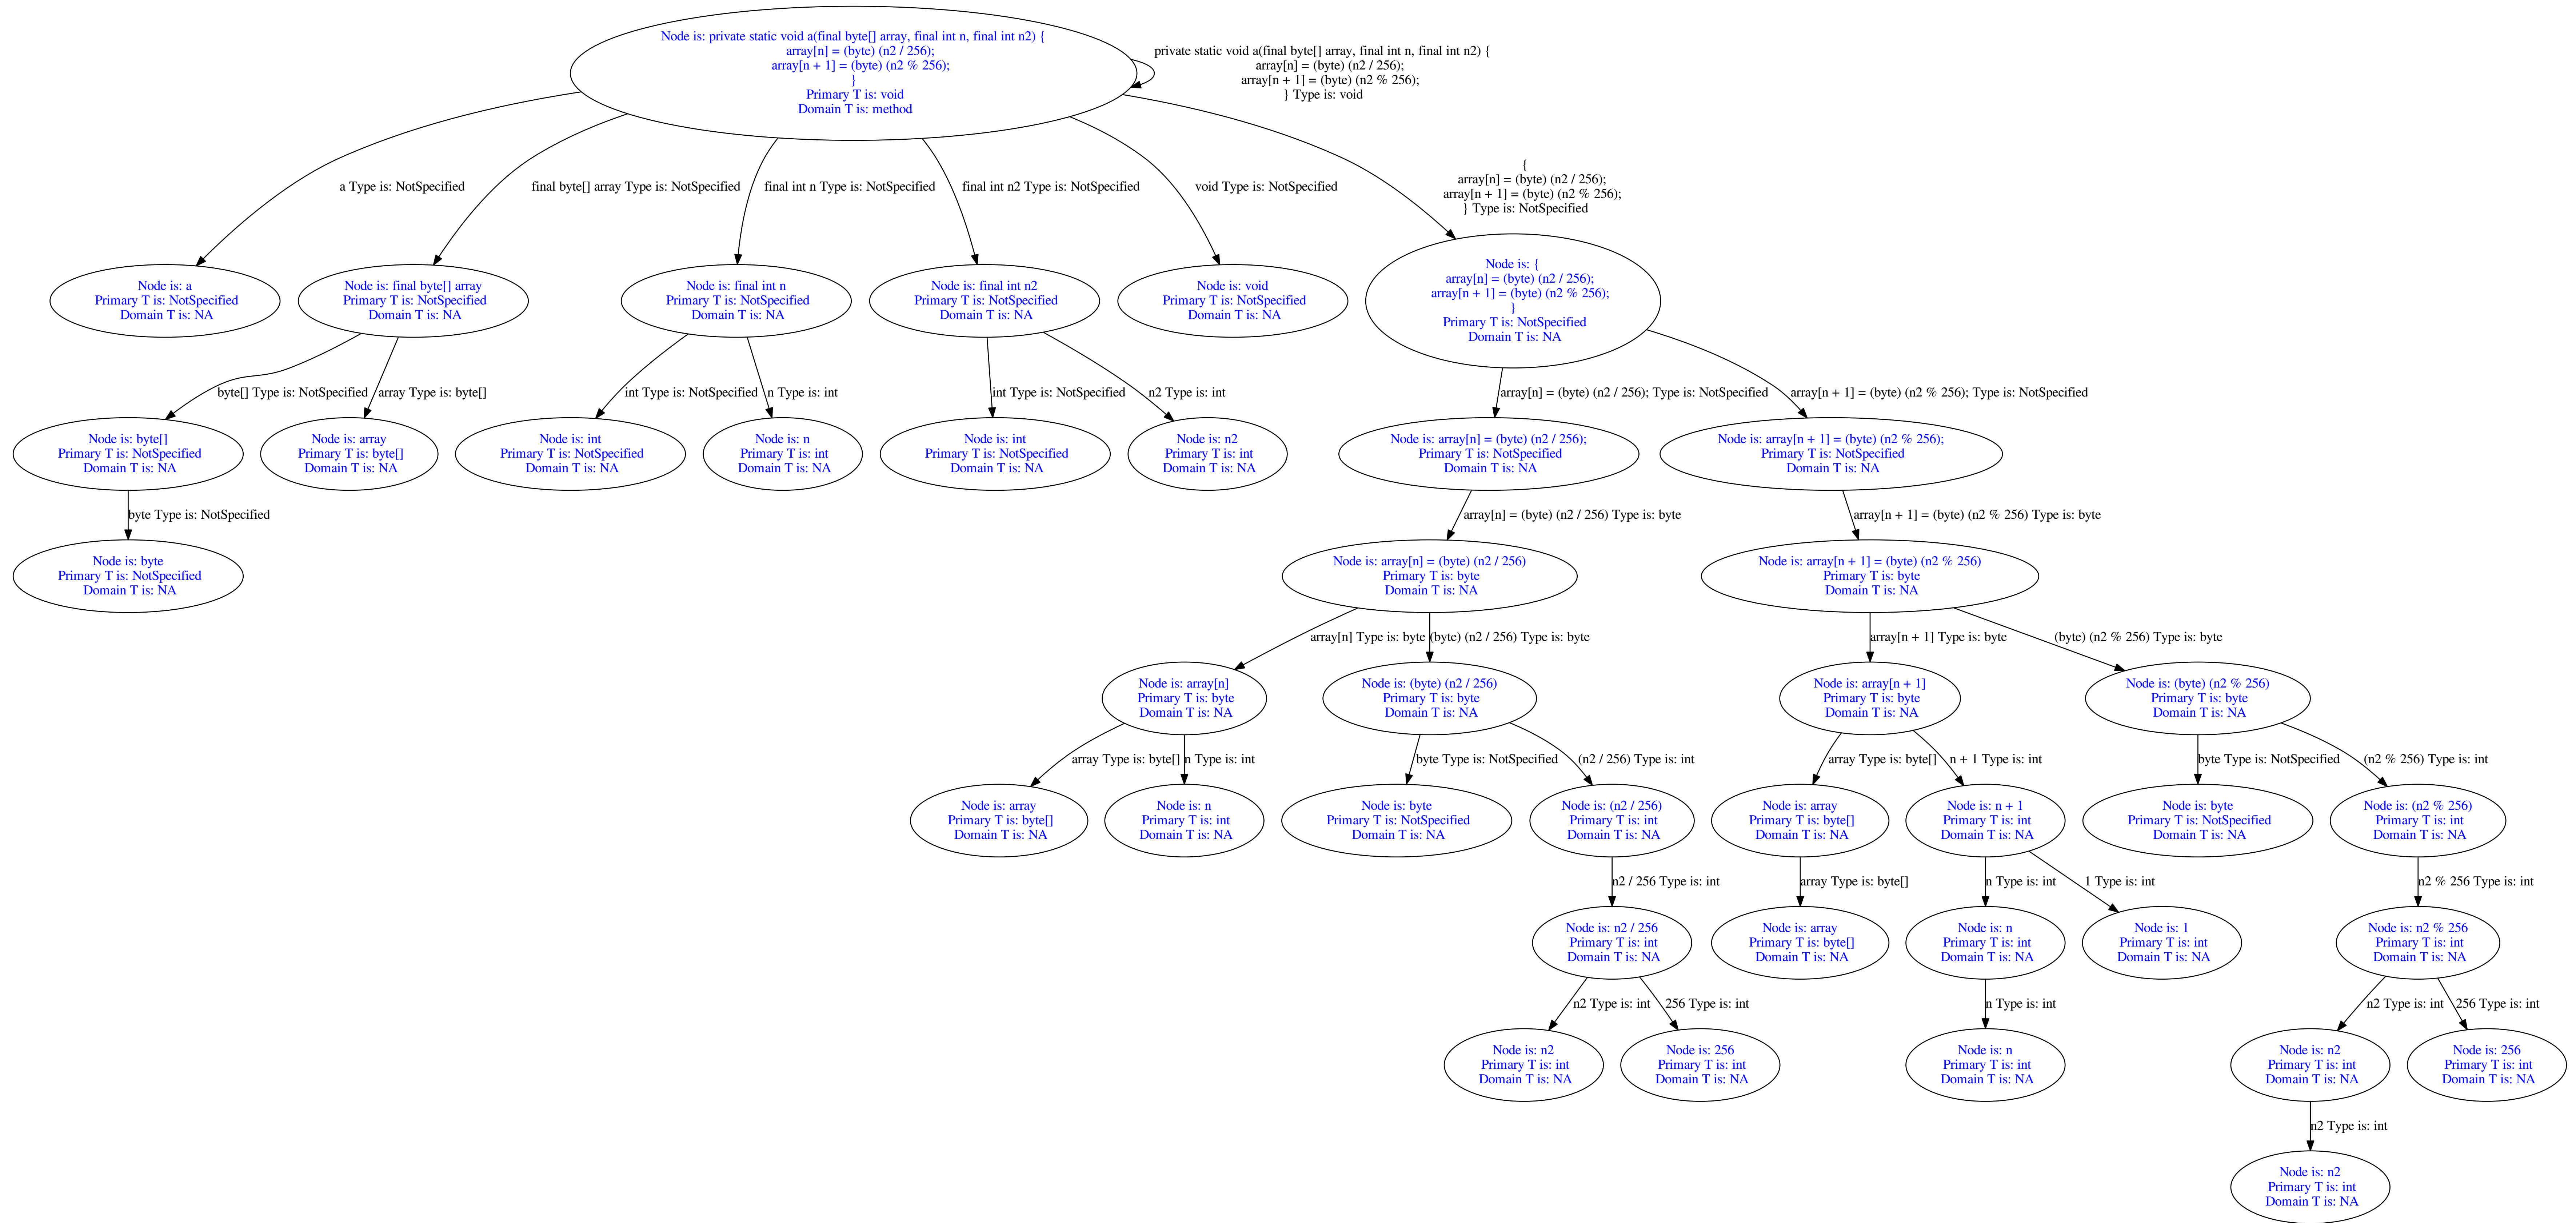 Node is: private static void a(final byte[] array, final int n, final int n2) {
array[n] = (byte) (n2 / 256);
array[n + 1] = (byte) (n2 % 256);
}
Primary T is: void
Domain T is: method
private static void a(final byte[] array, final int n, final int n2) {
array[n] = (byte) (n2 / 256);
array[n + 1] = (byte) (n2 % 256);
} Type is: void
a Type is: NotSpecified
final byte[] array Type is: NotSpecified
final int n Type is: NotSpecified
final int n2 Type is: NotSpecified
void Type is: NotSpecified
{
array[n] = (byte) (n2 / 256);
array[n + 1] = (byte) (n2 % 256);
} Type is: NotSpecified
Node is: a
Primary T is: NotSpecified
Domain T is: NA
Node is: final byte[] array
Primary T is: NotSpecified
Domain T is: NA
Node is: final int n
Primary T is: NotSpecified
Domain T is: NA
Node is: final int n2
Primary T is: NotSpecified
Domain T is: NA
Node is: void
Primary T is: NotSpecified
Domain T is: NA
Node is: {
array[n] = (byte) (n2 / 256);
array[n + 1] = (byte) (n2 % 256);
}
Primary T is: NotSpecified
Domain T is: NA
byte[] Type is: NotSpecified
array Type is: byte[]
int Type is: NotSpecified
n Type is: int
int Type is: NotSpecified
n2 Type is: int
array[n] = (byte) (n2 / 256); Type is: NotSpecified
array[n + 1] = (byte) (n2 % 256); Type is: NotSpecified
Node is: byte[]
Primary T is: NotSpecified
Domain T is: NA
Node is: array
Primary T is: byte[]
Domain T is: NA
Node is: int
Primary T is: NotSpecified
Domain T is: NA
Node is: n
Primary T is: int
Domain T is: NA
Node is: int
Primary T is: NotSpecified
Domain T is: NA
Node is: n2
Primary T is: int
Domain T is: NA
Node is: array[n] = (byte) (n2 / 256);
Primary T is: NotSpecified
Domain T is: NA
Node is: array[n + 1] = (byte) (n2 % 256);
Primary T is: NotSpecified
Domain T is: NA
byte Type is: NotSpecified
array[n] = (byte) (n2 / 256) Type is: byte
array[n + 1] = (byte) (n2 % 256) Type is: byte
Node is: byte
Primary T is: NotSpecified
Domain T is: NA
Node is: array[n] = (byte) (n2 / 256)
Primary T is: byte
Domain T is: NA
Node is: array[n + 1] = (byte) (n2 % 256)
Primary T is: byte
Domain T is: NA
array[n] Type is: byte
(byte) (n2 / 256) Type is: byte
array[n + 1] Type is: byte
(byte) (n2 % 256) Type is: byte
Node is: array[n]
Primary T is: byte
Domain T is: NA
Node is: (byte) (n2 / 256)
Primary T is: byte
Domain T is: NA
Node is: array[n + 1]
Primary T is: byte
Domain T is: NA
Node is: (byte) (n2 % 256)
Primary T is: byte
Domain T is: NA
array Type is: byte[]
n Type is: int
byte Type is: NotSpecified
(n2 / 256) Type is: int
array Type is: byte[]
n + 1 Type is: int
byte Type is: NotSpecified
(n2 % 256) Type is: int
Node is: array
Primary T is: byte[]
Domain T is: NA
Node is: n
Primary T is: int
Domain T is: NA
Node is: byte
Primary T is: NotSpecified
Domain T is: NA
Node is: (n2 / 256)
Primary T is: int
Domain T is: NA
Node is: array
Primary T is: byte[]
Domain T is: NA
Node is: n + 1
Primary T is: int
Domain T is: NA
Node is: byte
Primary T is: NotSpecified
Domain T is: NA
Node is: (n2 % 256)
Primary T is: int
Domain T is: NA
n2 / 256 Type is: int
array Type is: byte[]
n Type is: int
1 Type is: int
n2 % 256 Type is: int
Node is: n2 / 256
Primary T is: int
Domain T is: NA
Node is: array
Primary T is: byte[]
Domain T is: NA
Node is: n
Primary T is: int
Domain T is: NA
Node is: 1
Primary T is: int
Domain T is: NA
Node is: n2 % 256
Primary T is: int
Domain T is: NA
n2 Type is: int
256 Type is: int
n Type is: int
n2 Type is: int
256 Type is: int
Node is: n2
Primary T is: int
Domain T is: NA
Node is: 256
Primary T is: int
Domain T is: NA
Node is: n
Primary T is: int
Domain T is: NA
Node is: n2
Primary T is: int
Domain T is: NA
Node is: 256
Primary T is: int
Domain T is: NA
n2 Type is: int
Node is: n2
Primary T is: int
Domain T is: NA